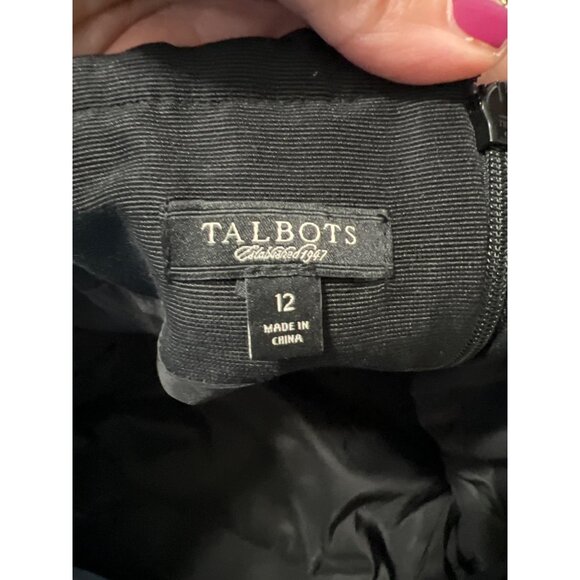 TALBOTS
Established 1947
12
MADE IN
CHINA